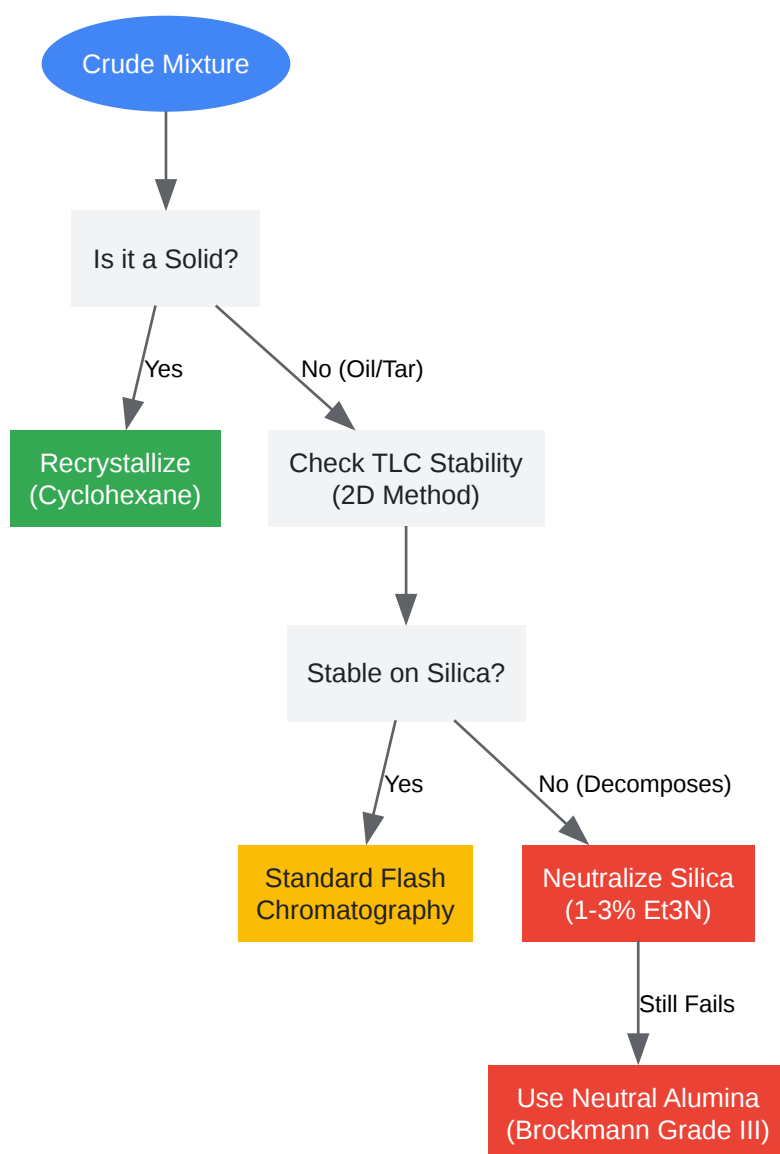 Crude Mixture
Is it a Solid?
Yes
No (Oil/Tar)
Recrystallize
(Cyclohexane)
Check TLC Stability
(2D Method)
Stable on Silica?
Yes
No (Decomposes)
Standard Flash
Chromatography
Neutralize Silica
(1-3% Et3N)
Still Fails
Use Neutral Alumina
(Brockmann Grade III)